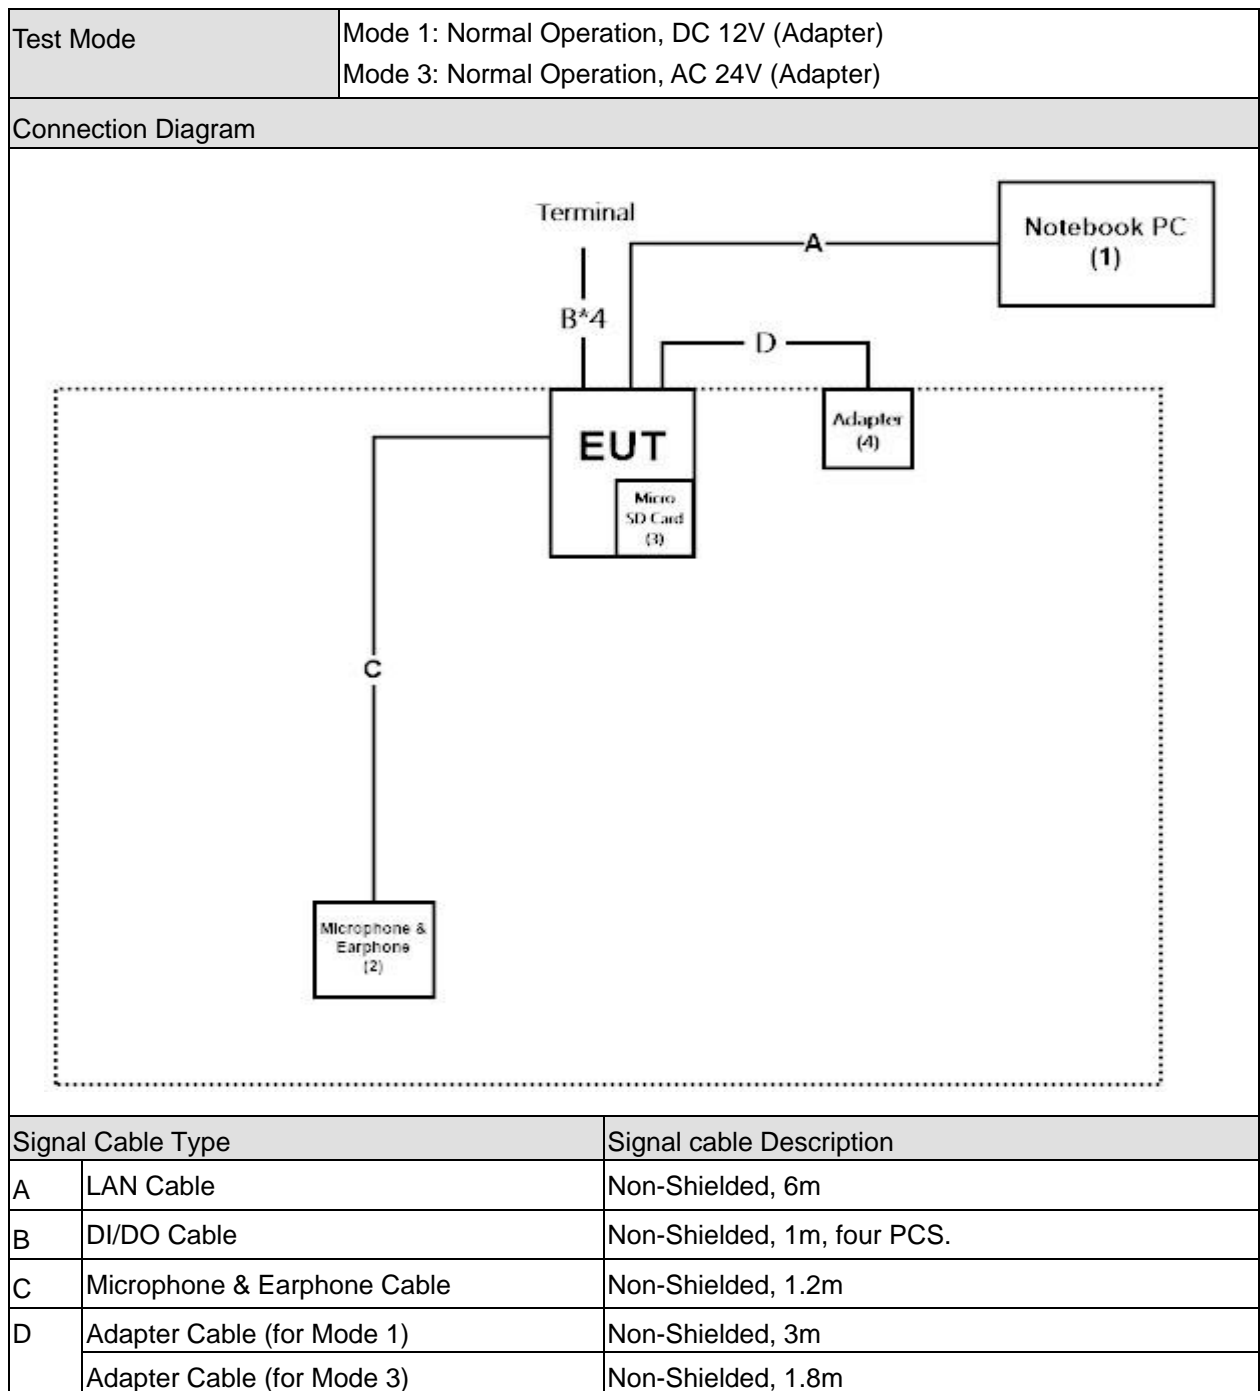 Test Mode
Mode 1: Normal Operation, DC 12V (Adapter)
Mode 3: Normal Operation, AC 24V (Adapter)
Connection Diagram
Terminal
A
Notebook PC
(1)
B*4
D
EUT
Adapter
(4)
Micro
SD Card
(3)
C
Microphone &
Earphone
(2)
Signal Cable Type
Signal cable Description
A
LAN Cable
Non-Shielded, 6m
B
DI/DO Cable
Non-Shielded, 1m, four PCS.
C
Microphone & Earphone Cable
Non-Shielded, 1.2m
D
Adapter Cable (for Mode 1)
Non-Shielded, 3m
Adapter Cable (for Mode 3)
Non-Shielded, 1.8m